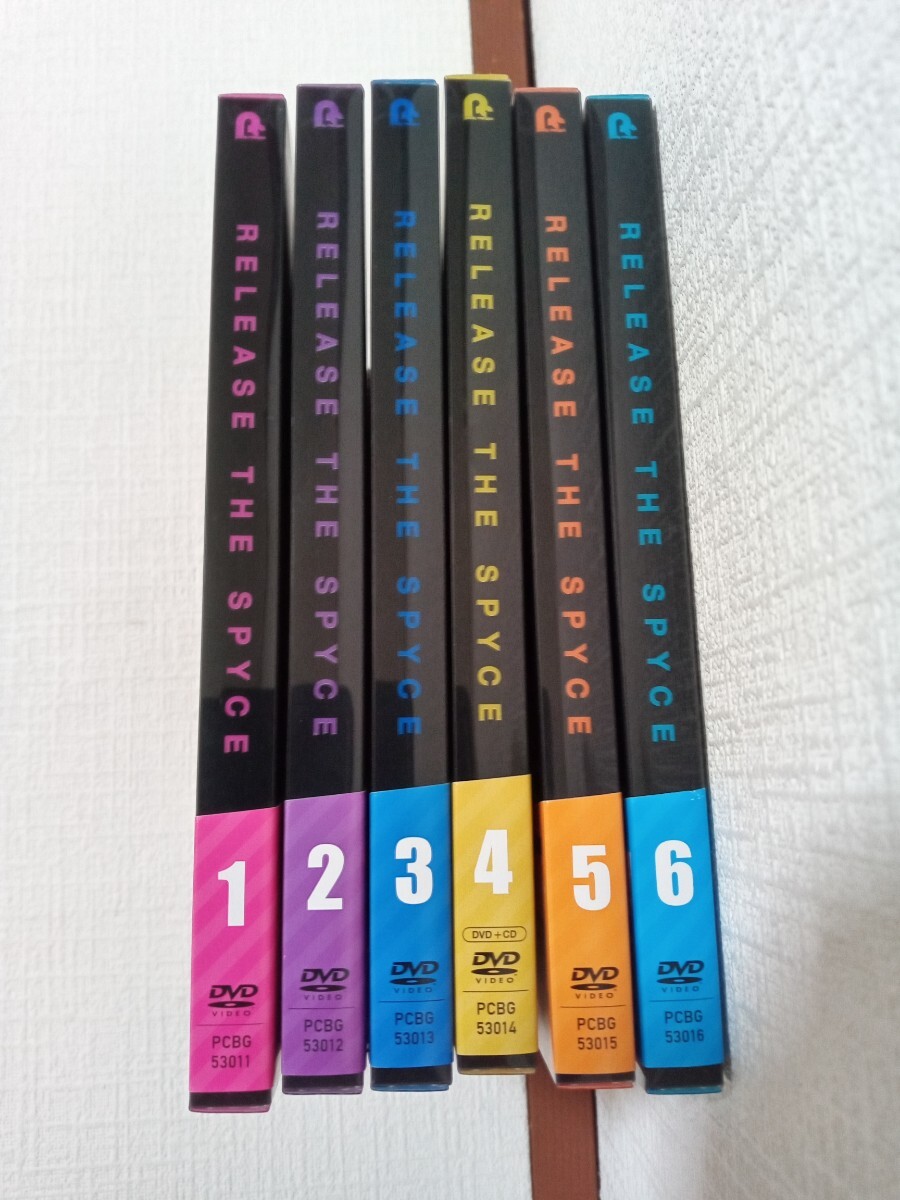 RELEASE THE SPYCE
1
DVD
VIDEO
PCBG
53011
RELEASE THE SPYCE
2
DVD
VIDEO
PCBG
53012
RELEASE THE SPYCE
3
DVD
VIDEO
PCBG
53013
RELEASE THE SPYCE
4
DVD+CD
DVD
VIDEO
PCBG
53014
RELEASE THE SPYCE
5
DVD
VIDEO
PCBG
53015
RELEASE THE SPYCE
6
DVD
VIDEO
PCBG
53016